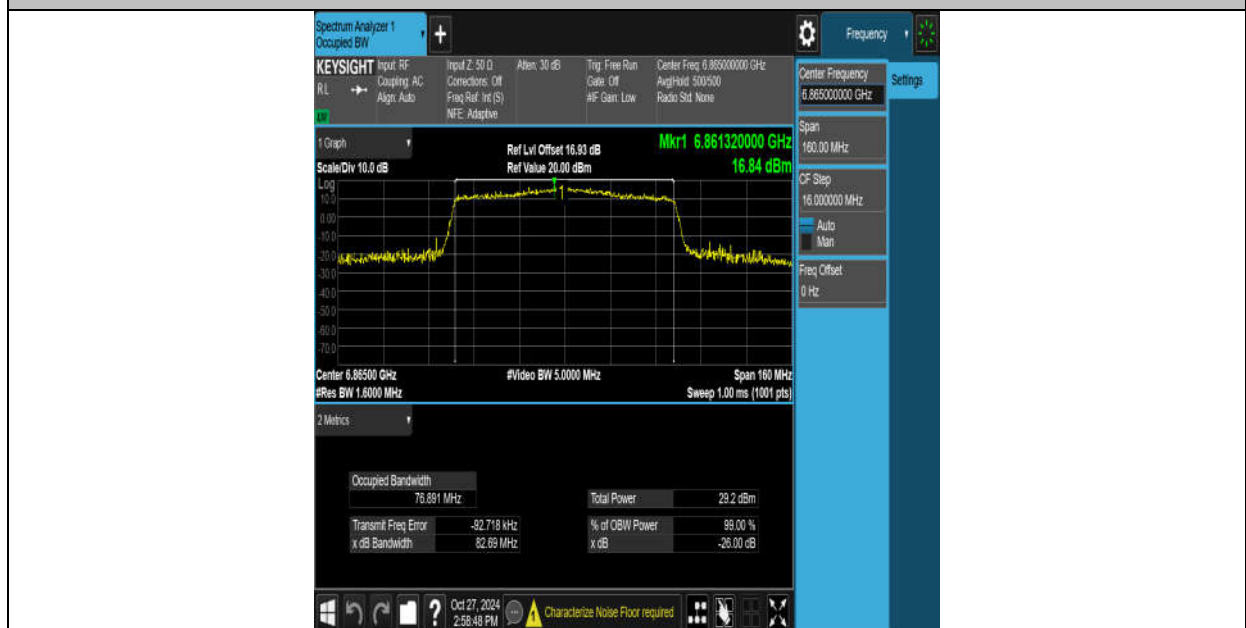 Spectrum Analyzer 1
Occupied BW
+
Frequency
KEYSIGHT
RL
Input: RF
Coupling: AC
Align: Auto
Input Z: 50 Ω
Corrections: Off
Freq Ref: Int (S)
NFE: Adaptive
Atten: 30 dB
Trig: Free Run
Gate: Off
#IF Gain: Low
Center Freq: 6.865000000 GHz
Avg|Hold: 500/500
Radio Std: None
Center Frequency
6.865000000 GHz
Settings
Span
160.00 MHz
CF Step
16.000000 MHz
Auto
Man
Freq Offset
0 Hz
1 Graph
Scale/Div 10.0 dB
Ref Lvl Offset 16.93 dB
Ref Value 20.00 dBm
Mkr1 6.861320000 GHz
16.84 dBm
Log
10.0
0.00
-10.0
-20.0
-30.0
-40.0
-50.0
-60.0
-70.0
1
Center 6.86500 GHz
#Res BW 1.6000 MHz
#Video BW 5.0000 MHz
Span 160 MHz
Sweep 1.00 ms (1001 pts)
2 Metrics
Occupied Bandwidth
76.891 MHz
Total Power 29.2 dBm
Transmit Freq Error -92.718 kHz
% of OBW Power 99.00 %
x dB Bandwidth 82.69 MHz
x dB -26.00 dB
?
Oct 27, 2024
2:58:48 PM
Characterize Noise Floor required